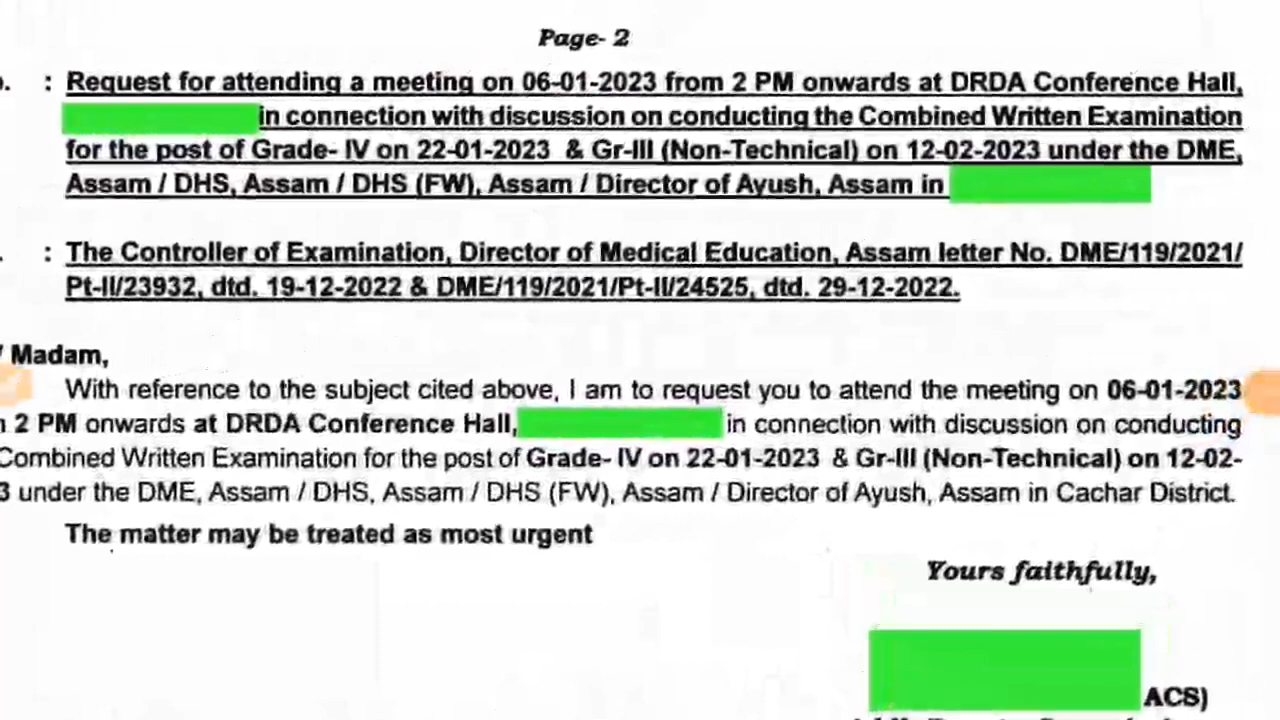 Page- 2
: Request for attending a meeting on 06-01-2023 from 2 PM onwards at DRDA Conference Hall,
in connection with discussion on conducting the Combined Written Examination
for the post of Grade- IV on 22-01-2023 & Gr-III (Non-Technical) on 12-02-2023 under the DME,
Assam / DHS, Assam / DHS (FW), Assam / Director of Ayush, Assam in
: The Controller of Examination, Director of Medical Education, Assam letter No. DME/119/2021/
Pt-II/23932, dtd. 19-12-2022 & DME/119/2021/Pt-II/24525, dtd. 29-12-2022.
/ Madam,
With reference to the subject cited above, I am to request you to attend the meeting on 06-01-2023
2 PM onwards at DRDA Conference Hall, in connection with discussion on conducting
Combined Written Examination for the post of Grade- IV on 22-01-2023 & Gr-III (Non-Technical) on 12-02-
3 under the DME, Assam / DHS, Assam / DHS (FW), Assam / Director of Ayush, Assam in Cachar District.
The matter may be treated as most urgent
Yours faithfully,
ACS)